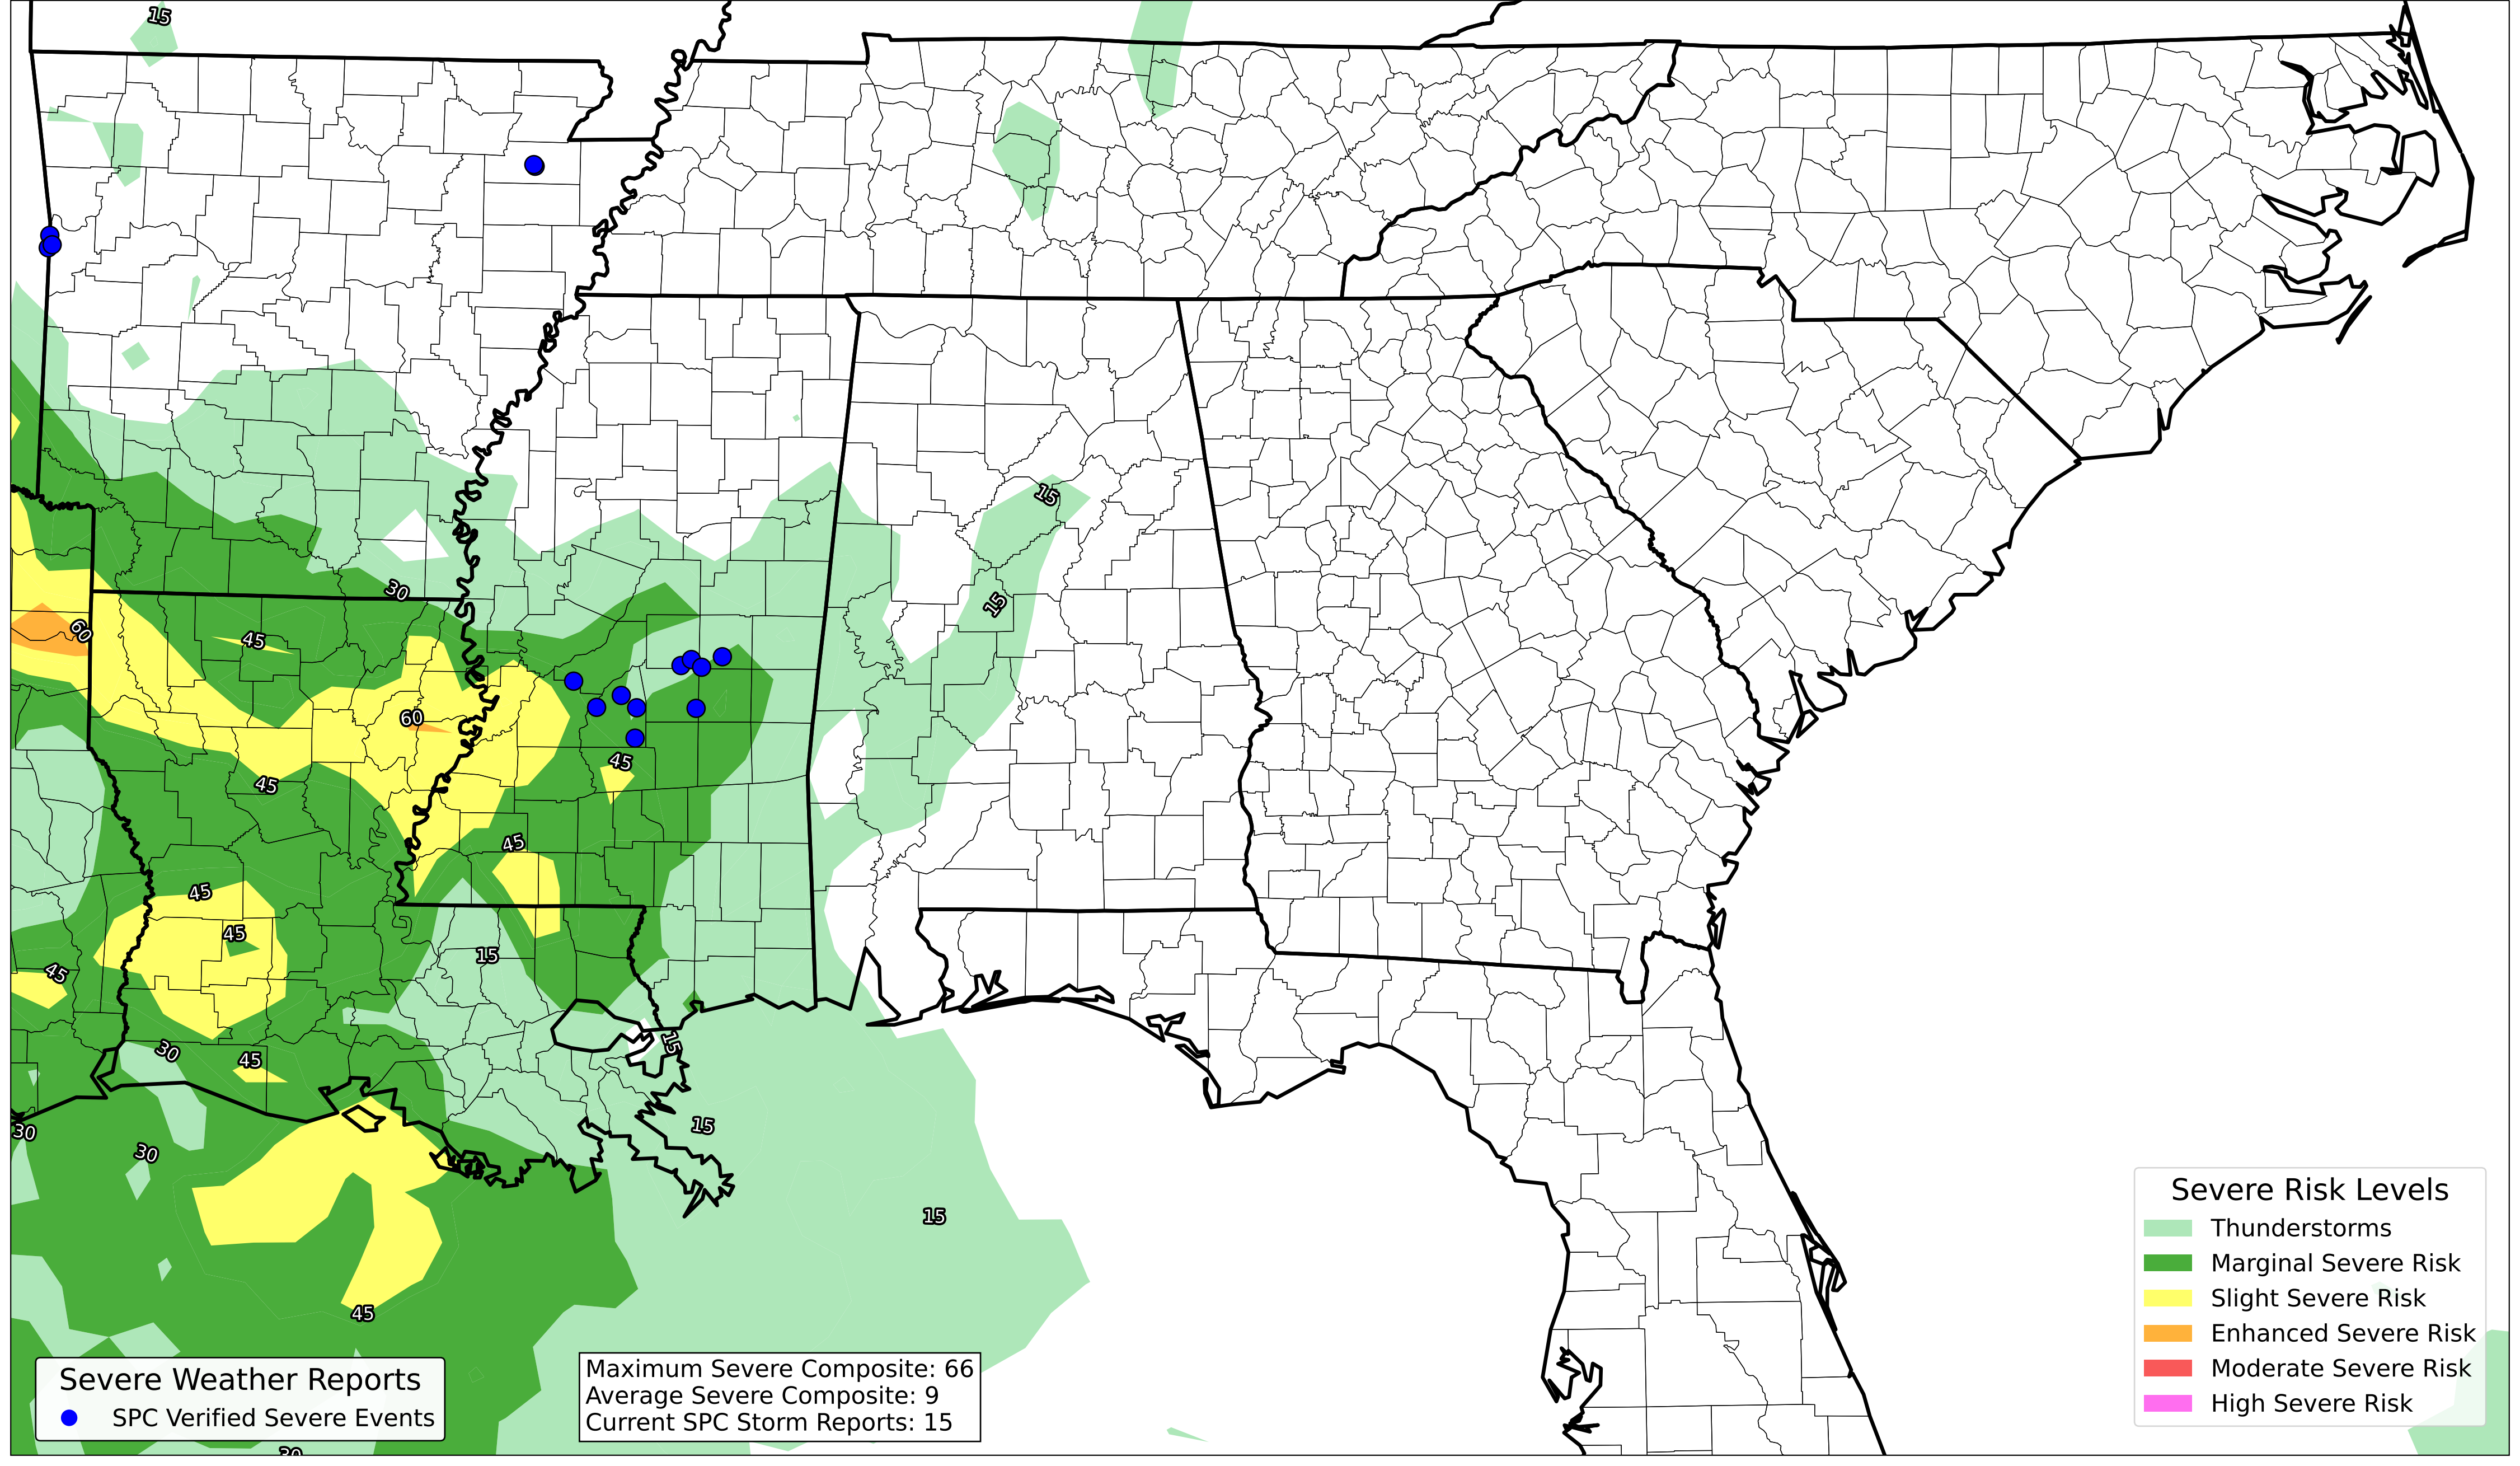 15
15
15
30
60
45
60
45
45
45
45
45
15
45
30
45
15
30
15
30
15
45
30
Severe Weather Reports
SPC Verified Severe Events
Maximum Severe Composite: 66
Average Severe Composite: 9
Current SPC Storm Reports: 15
Severe Risk Levels
Thunderstorms
Marginal Severe Risk
Slight Severe Risk
Enhanced Severe Risk
Moderate Severe Risk
High Severe Risk